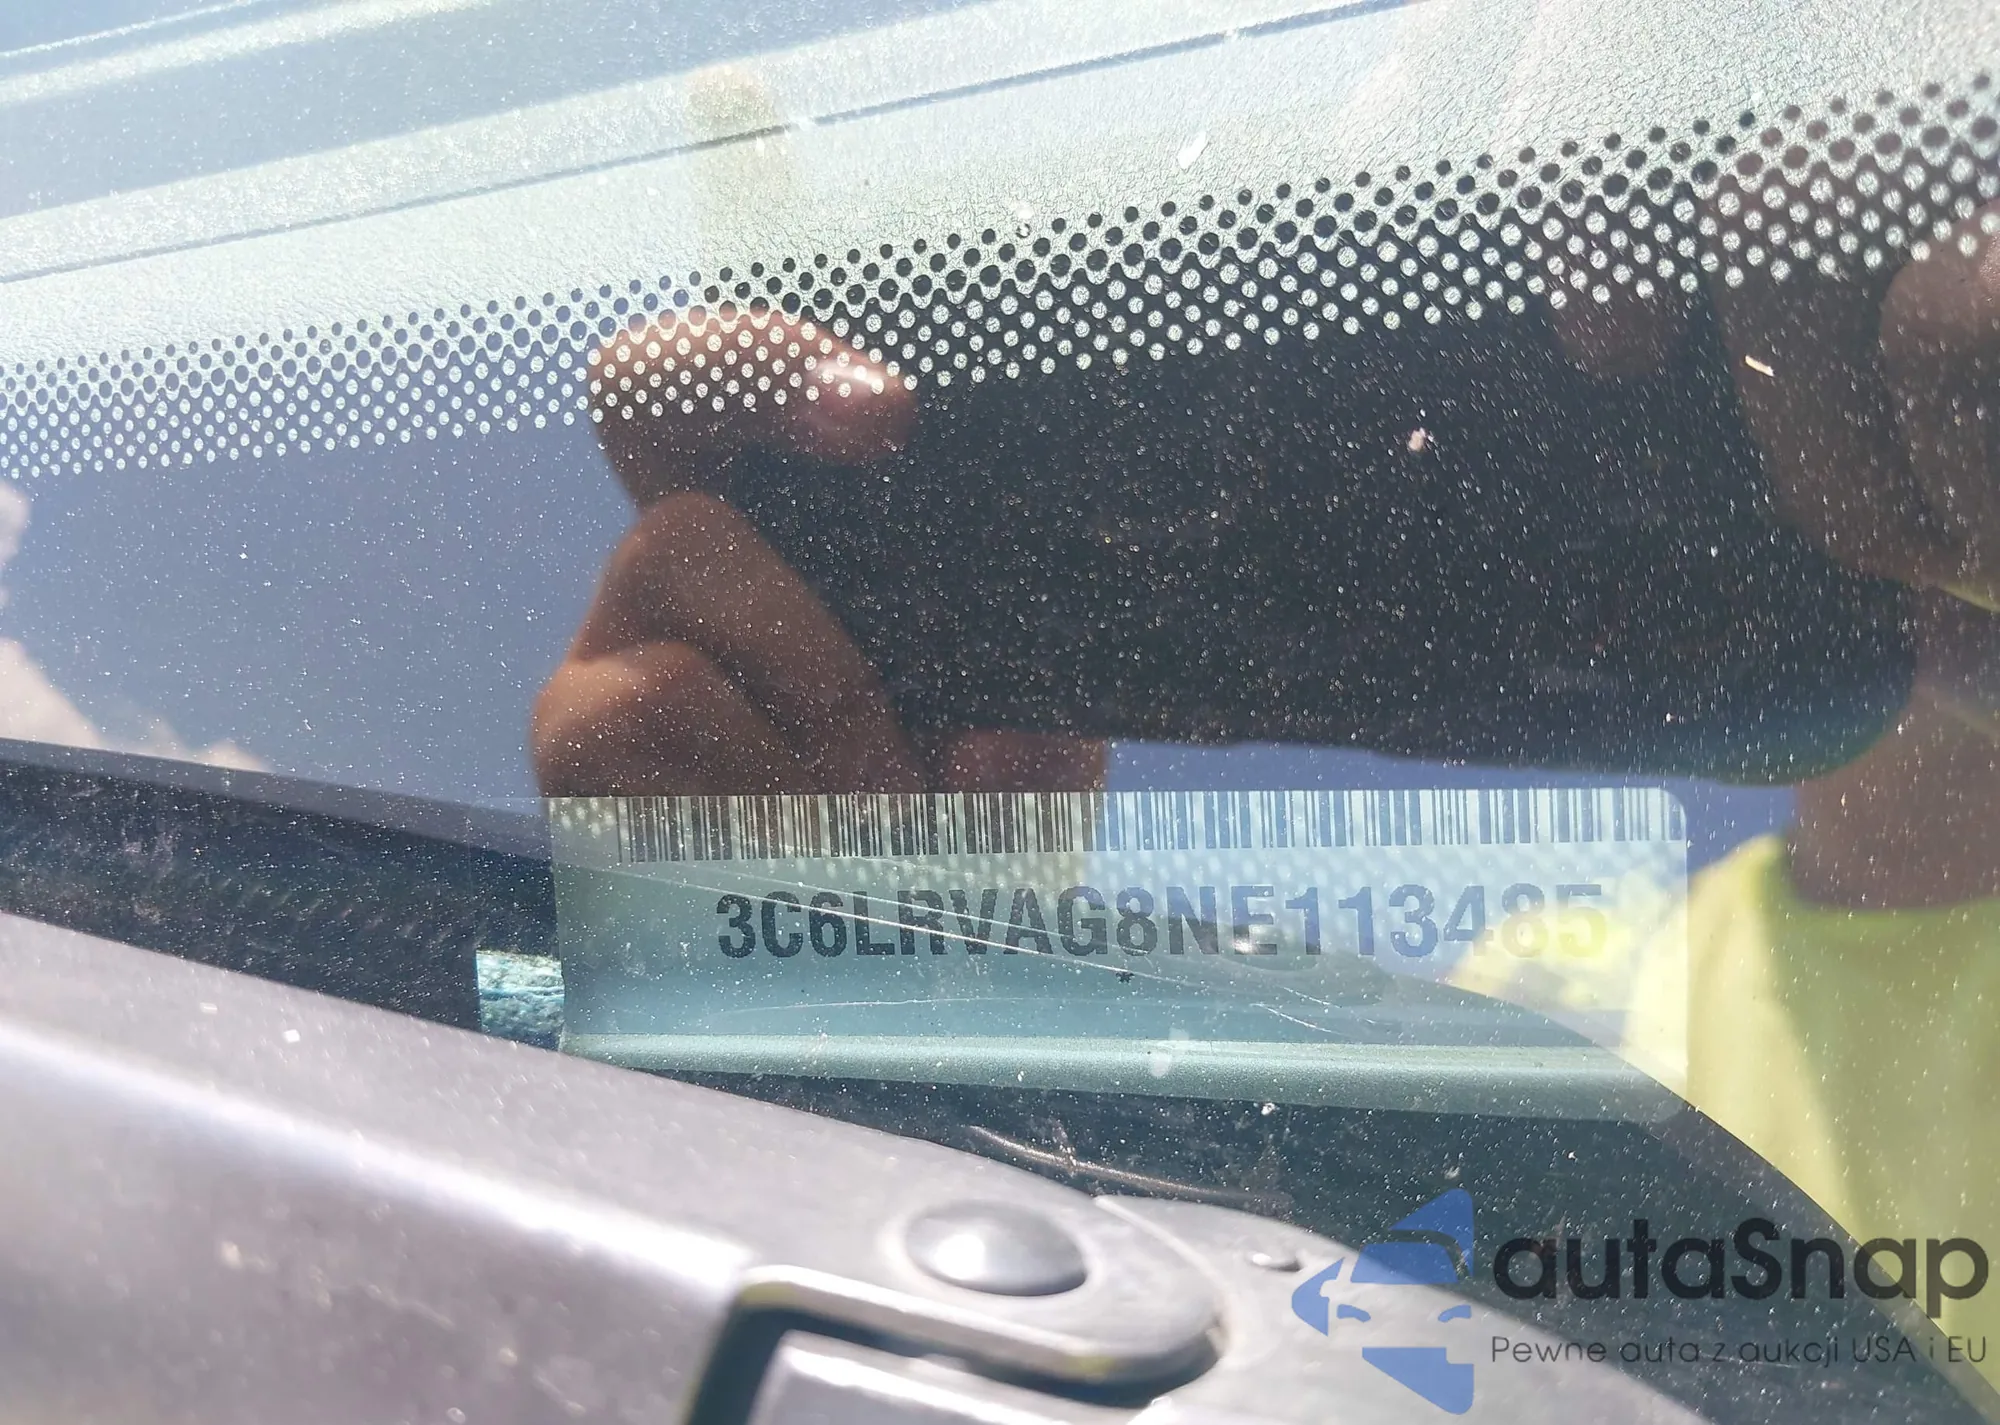 3C6LRVAG8NE113485
autaSnap
Pewne auta z aukcji USA i EU